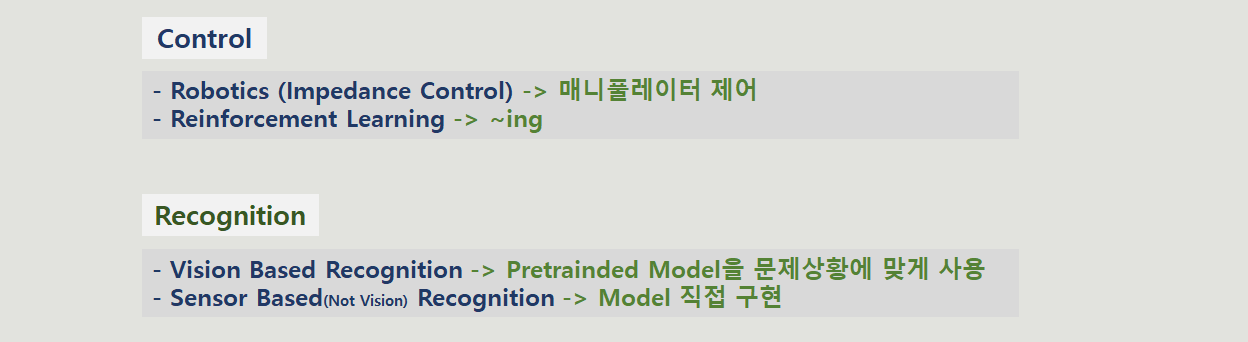 Control
- Robotics (Impedance Control) -> 매니풀레이터 제어
- Reinforcement Learning -> ~ing
Recognition
- Vision Based Recognition -> Pretrainded Model을 문제상황에 맞게 사용
- Sensor Based(Not Vision) Recognition -> Model 직접 구현